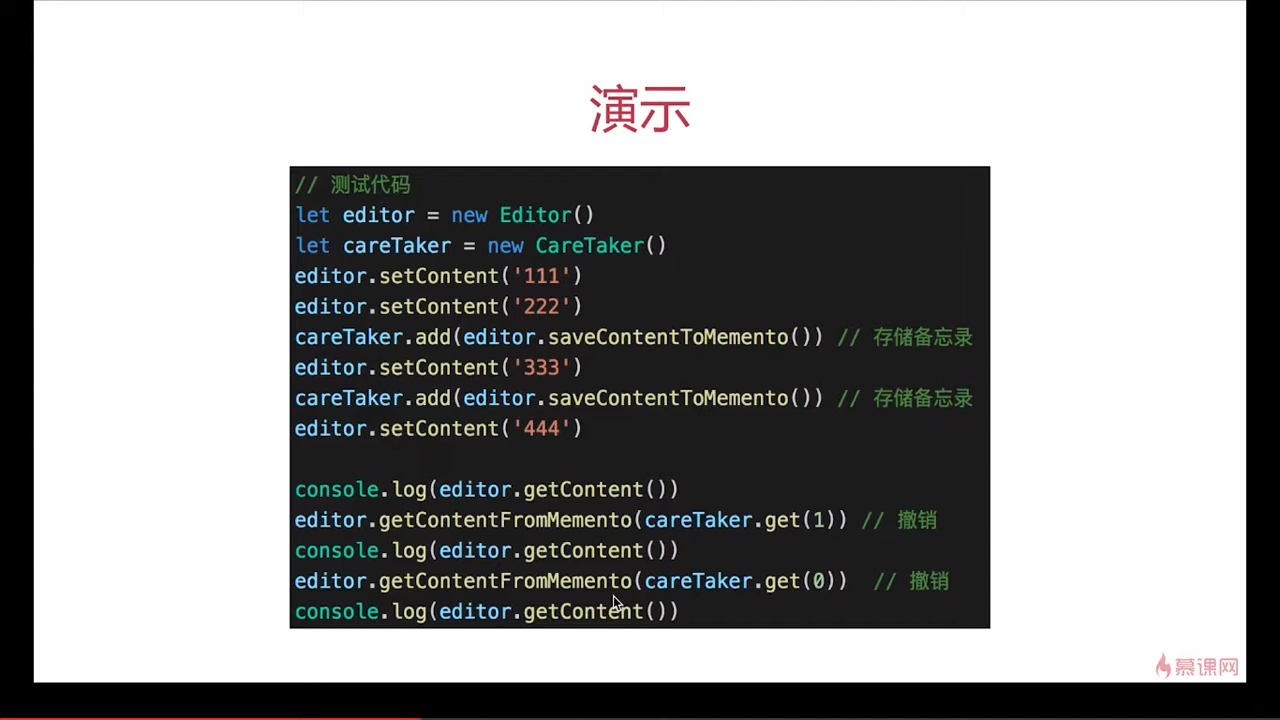 演示
// 测试代码
let editor = new Editor()
let careTaker = new CareTaker()
editor.setContent('111')
editor.setContent('222')
careTaker.add(editor.saveContentToMemento()) // 存储备忘录
editor.setContent('333')
careTaker.add(editor.saveContentToMemento()) // 存储备忘录
editor.setContent('444')
console.log(editor.getContent())
editor.getContentFromMemento(careTaker.get(1)) // 撤销
console.log(editor.getContent())
editor.getContentFromMemento(careTaker.get(0))  // 撤销
console.log(editor.getContent())
慕课网